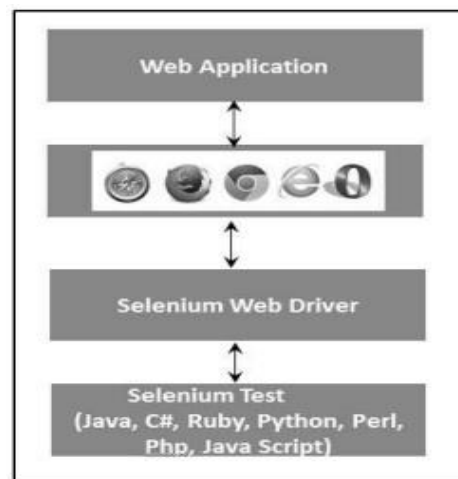 Web Application
Selenium Web Driver
Selenium Test
(Java, C#, Ruby, Python, Perl,
Php, Java Script)